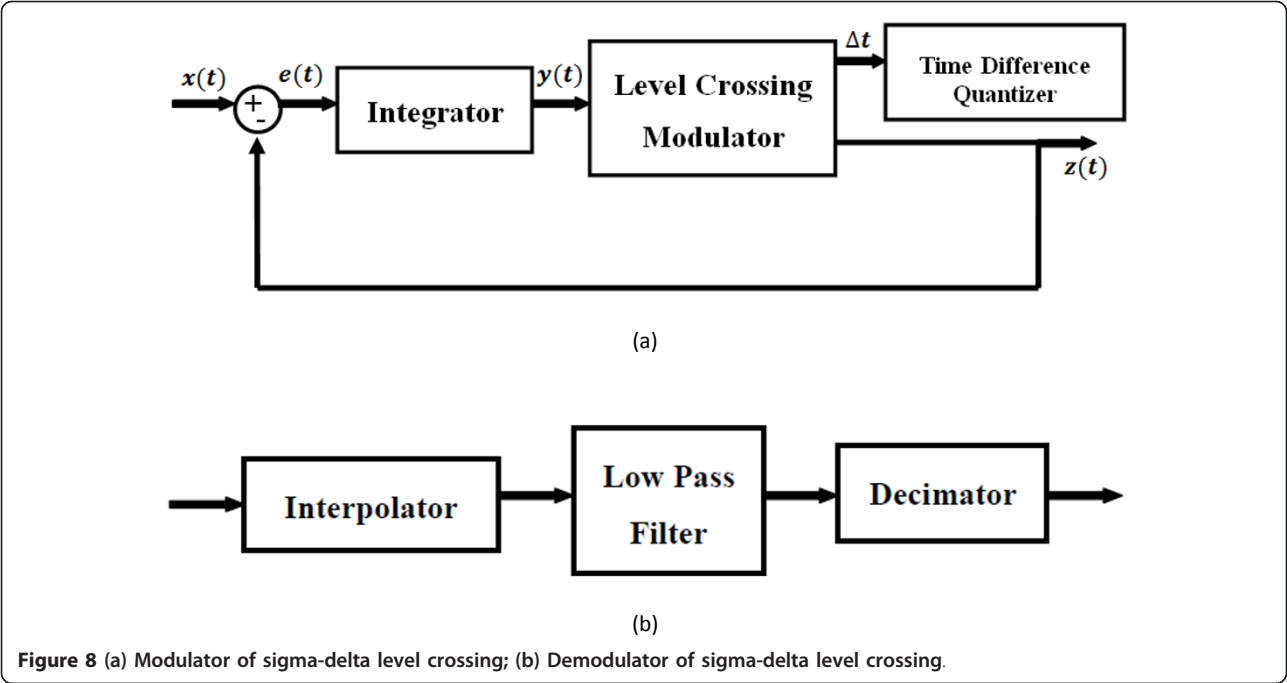 x(t)
+
-
e(t)
Integrator
y(t)
Level Crossing
Modulator
Δt
Time Difference
Quantizer
z(t)
(a)
Interpolator
Low Pass
Filter
Decimator
(b)
Figure 8 (a) Modulator of sigma-delta level crossing; (b) Demodulator of sigma-delta level crossing.